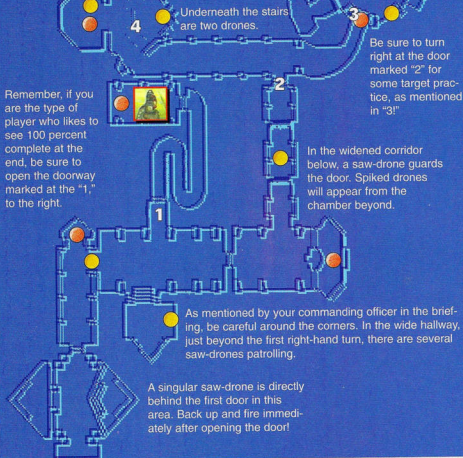 Underneath the stairs
are two drones.
4
3
Be sure to turn
right at the door
marked "2" for
some target prac-
tice, as mentioned
in "3!"
2
Remember, if you
are the type of
player who likes to
see 100 percent
complete at the
end, be sure to
open the doorway
marked at the "1,"
to the right.
In the widened corridor
below, a saw-drone guards
the door. Spiked drones
will appear from the
chamber beyond.
1
As mentioned by your commanding officer in the brief-
ing, be careful around the corners. In the wide hallway,
just beyond the first right-hand turn, there are several
saw-drones patrolling.
A singular saw-drone is directly
behind the first door in this
area. Back up and fire immedi-
ately after opening the door!